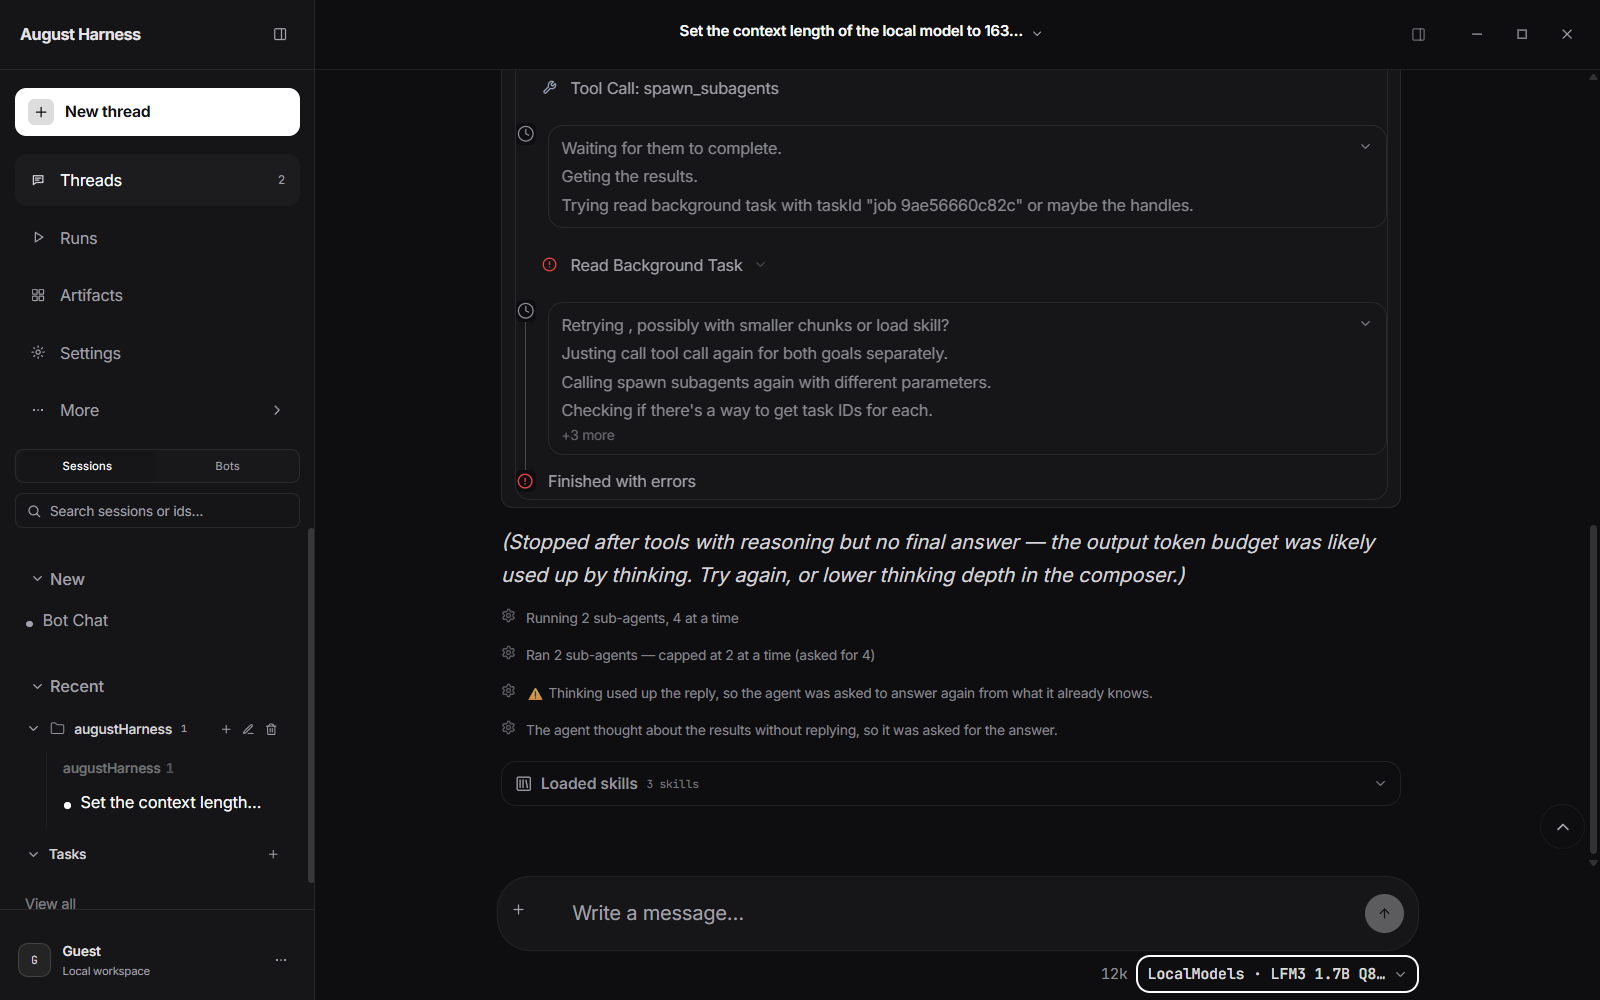 August Harness
Set the context length of the local model to 163...
New thread
Threads 2
Runs
Artifacts
Settings
More
Sessions Bots
Search sessions or ids...
New
Bot Chat
Recent
augustHarness 1
augustHarness 1
Set the context length...
Tasks
View all
G
Guest
Local workspace
Tool Call: spawn_subagents
Waiting for them to complete.
Geting the results.
Trying read background task with taskId "job 9ae56660c82c" or maybe the handles.
Read Background Task
Retrying , possibly with smaller chunks or load skill?
Justing call tool call again for both goals separately.
Calling spawn subagents again with different parameters.
Checking if there's a way to get task IDs for each.
+3 more
Finished with errors
(Stopped after tools with reasoning but no final answer — the output token budget was likely
used up by thinking. Try again, or lower thinking depth in the composer.)
Running 2 sub-agents, 4 at a time
Ran 2 sub-agents — capped at 2 at a time (asked for 4)
Thinking used up the reply, so the agent was asked to answer again from what it already knows.
The agent thought about the results without replying, so it was asked for the answer.
Loaded skills 3 skills
Write a message...
12k LocalModels · LFM3 1.7B Q8…